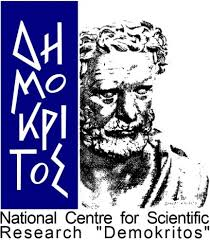 ΔΗ
ΜΟ
ΚΡΙ
ΤΟΣ
National Centre for Scientific
Research "Demokritos"